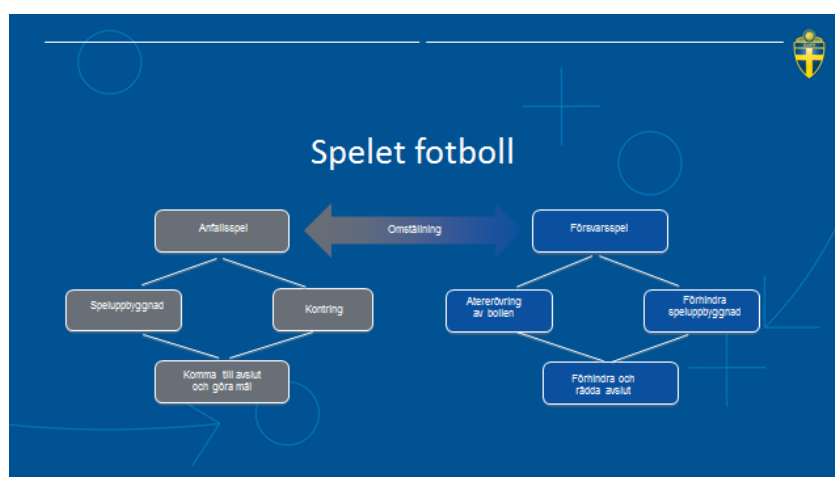 Spelet fotboll
Anfallsspel
Omställning
Försvarsspel
Speluppbyggnad
Kontring
Återerövring
av bollen
Förhindra
speluppbyggnad
Komma till avslut
och göra mål
Förhindra och
rädda avslut